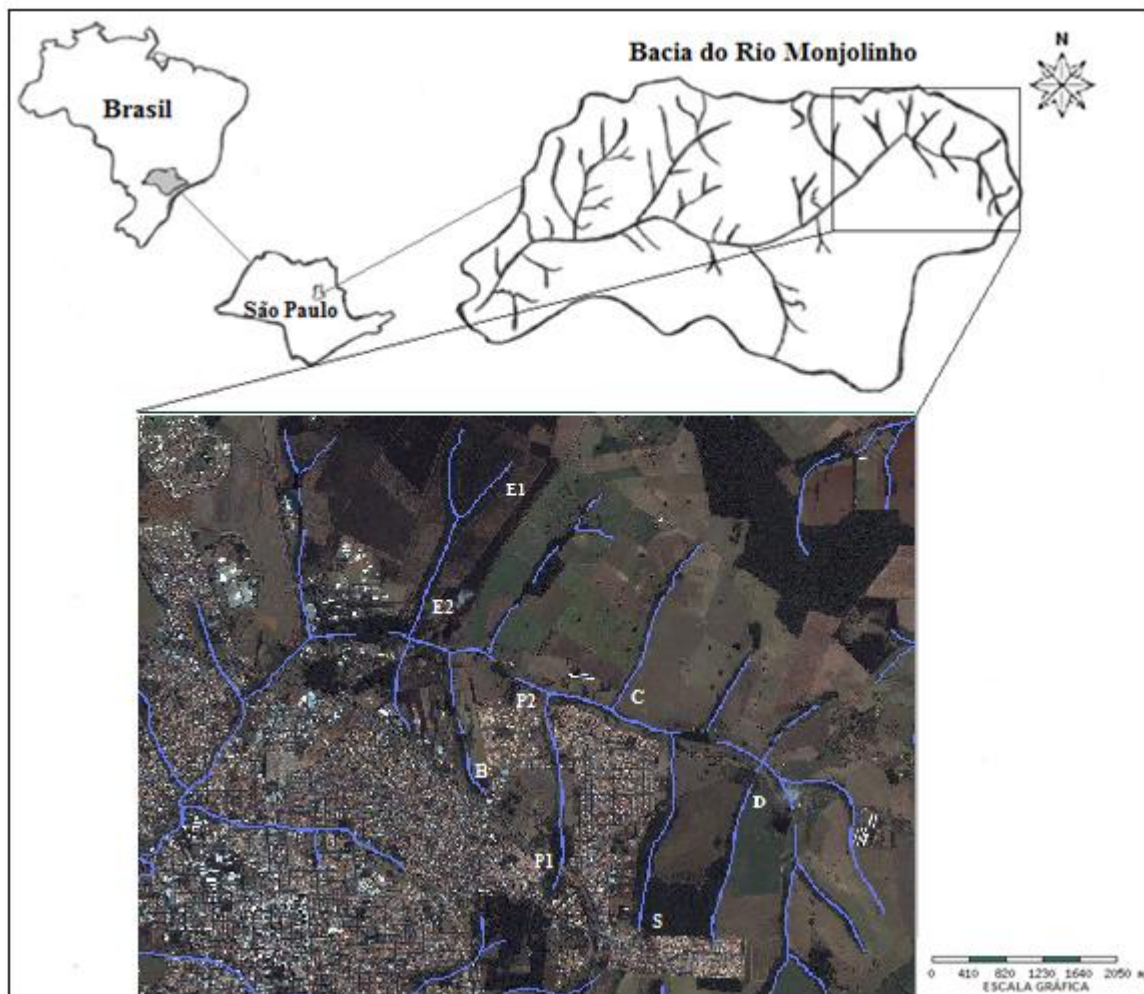 Bacia do Rio Monjolinho
N
Brasil
São Paulo
E1
E2
P2
C
B
D
P1
S
0 410 820 1230 1640 2050 m
ESCALA GRÁFICA